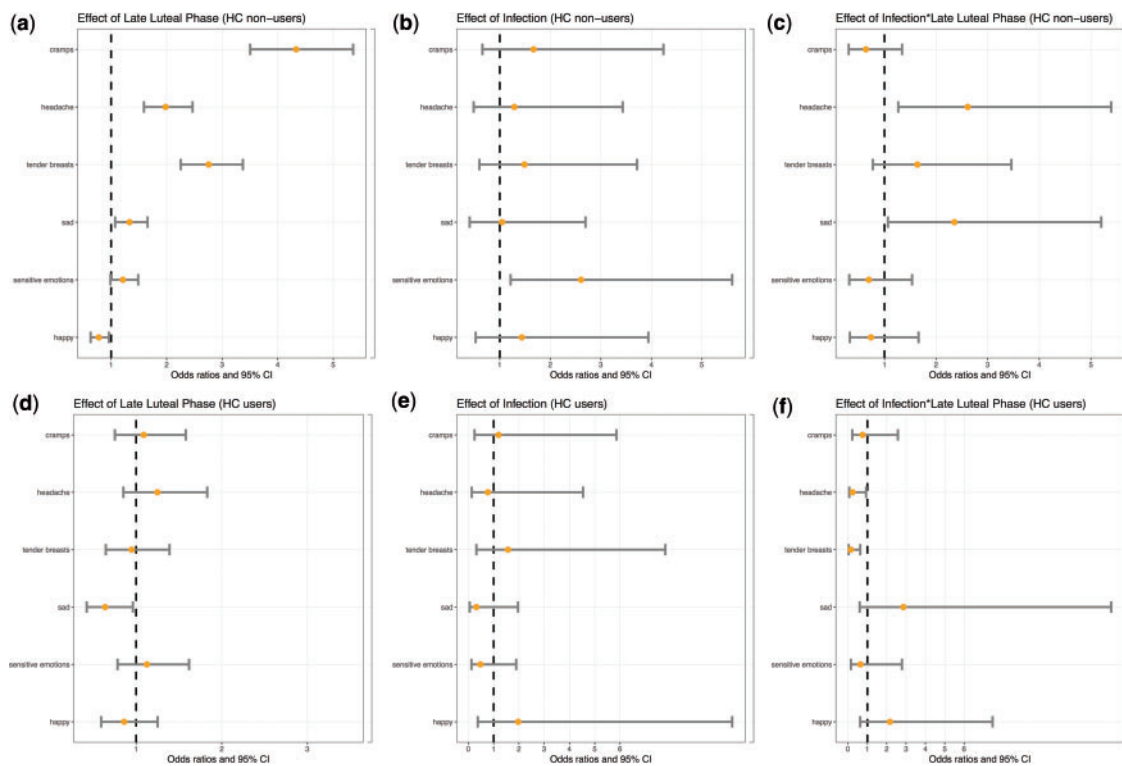 (a) Effect of Late Luteal Phase (HC non-users)
cramps
headache
tender breasts
sad
sensitive emotions
happy
1 2 3 4 5
Odds ratios and 95% CI
(b) Effect of Infection (HC non-users)
cramps
headache
tender breasts
sad
sensitive emotions
happy
1 2 3 4 5
Odds ratios and 95% CI
(c) Effect of Infection*Late Luteal Phase (HC non-users)
cramps
headache
tender breasts
sad
sensitive emotions
happy
1 2 3 4 5
Odds ratios and 95% CI
(d) Effect of Late Luteal Phase (HC users)
cramps
headache
tender breasts
sad
sensitive emotions
happy
1 2 3
Odds ratios and 95% CI
(e) Effect of Infection (HC users)
cramps
headache
tender breasts
sad
sensitive emotions
happy
0 1 2 3 4 5 6
Odds ratios and 95% CI
(f) Effect of Infection*Late Luteal Phase (HC users)
cramps
headache
tender breasts
sad
sensitive emotions
happy
0 1 2 3 4 5 6
Odds ratios and 95% CI